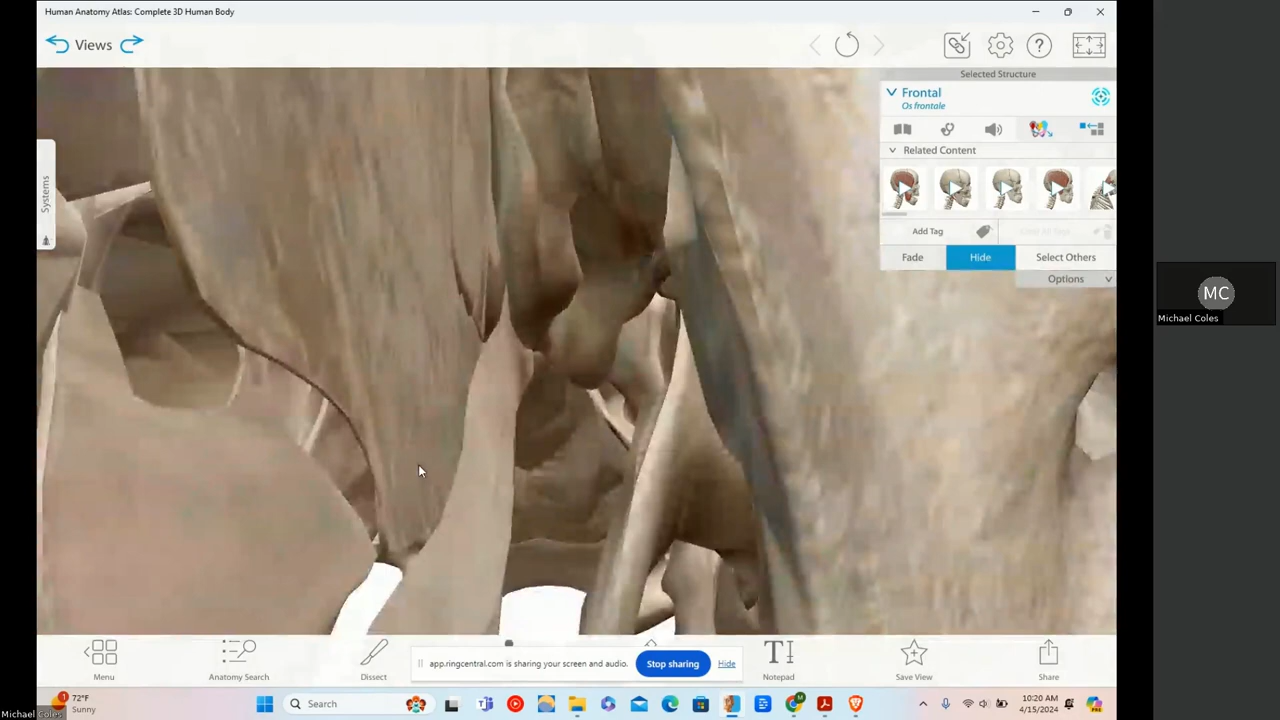 Human Anatomy Atlas: Complete 3D Human Body
Views
Selected Structure
Frontal
Os frontale
Related Content
Add Tag
Fade
Hide
Select Others
Options
Systems
MC
Michael Coles
Menu
Anatomy Search
Dissect
app.ringcentral.com is sharing your screen and audio.
Stop sharing
Hide
Notepad
Save View
Share
1
72°F
Sunny
Search
10:20 AM
4/15/2024
Michael Coles